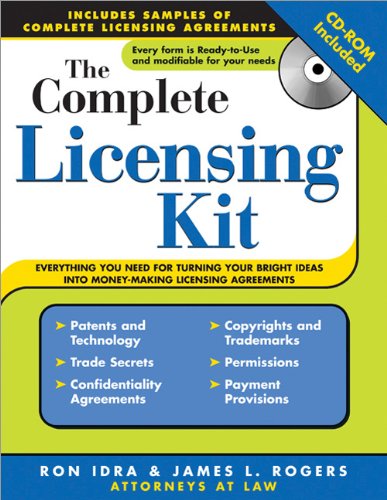 INCLUDES SAMPLES OF
COMPLETE LICENSING AGREEMENTS
CD-ROM
Included
Every form is Ready-to-Use
and modifiable for your needs
The
Complete
Licensing
Kit
EVERYTHING YOU NEED FOR TURNING YOUR BRIGHT IDEAS
INTO MONEY-MAKING LICENSING AGREEMENTS
➤ Patents and
Technology
➤ Trade Secrets
➤ Confidentiality
Agreements
➤ Copyrights and
Trademarks
➤ Permissions
➤ Payment
Provisions
RON IDRA & JAMES L. ROGERS
ATTORNEYS AT LAW